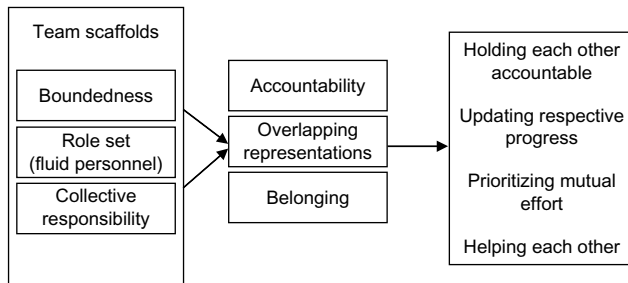 Team scaffolds
Boundedness
Role set
(fluid personnel)
Collective
responsibility
Accountability
Overlapping
representations
Belonging
Holding each other
accountable
Updating respective
progress
Prioritizing mutual
effort
Helping each other